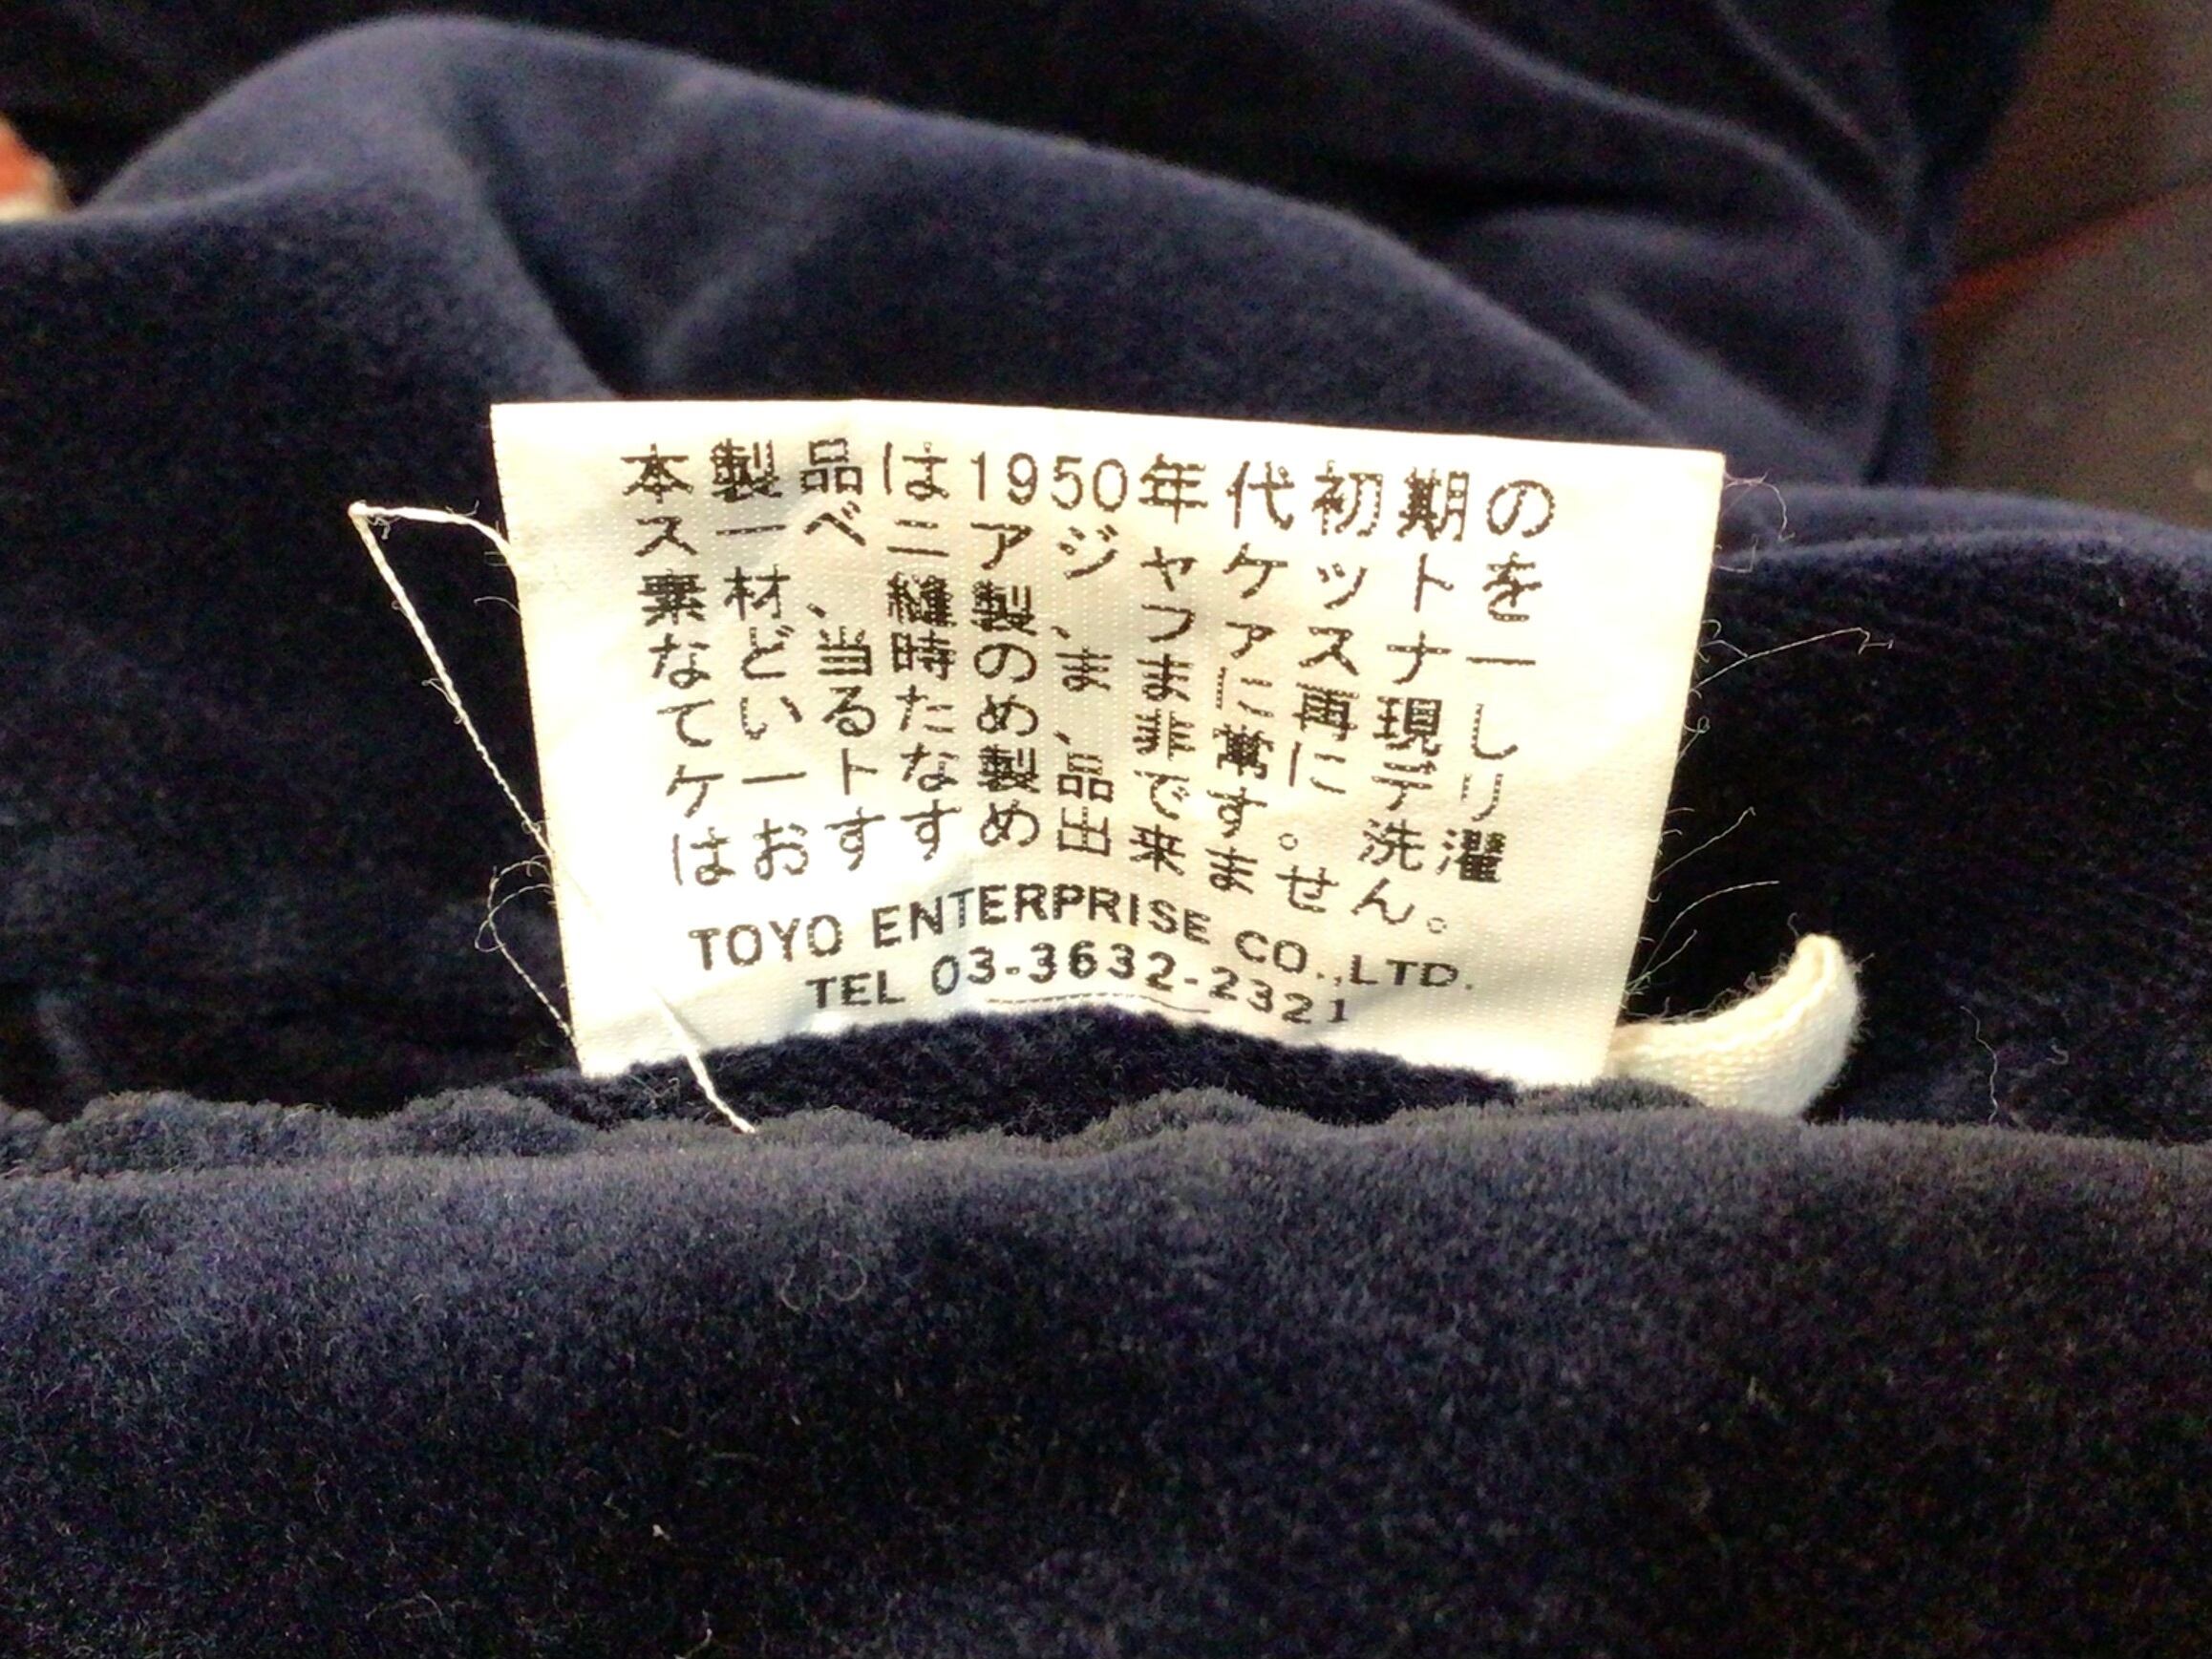 本製品は1950年代初期の
スーベニアジャケットを
素材、縫製、ファスナー
など当時のままに再現し
ているため、非常にデリ
ケートな製品です。洗濯
はおすすめ出来ません。
TOYO ENTERPRISE CO.,LTD.
TEL 03-3632-2321